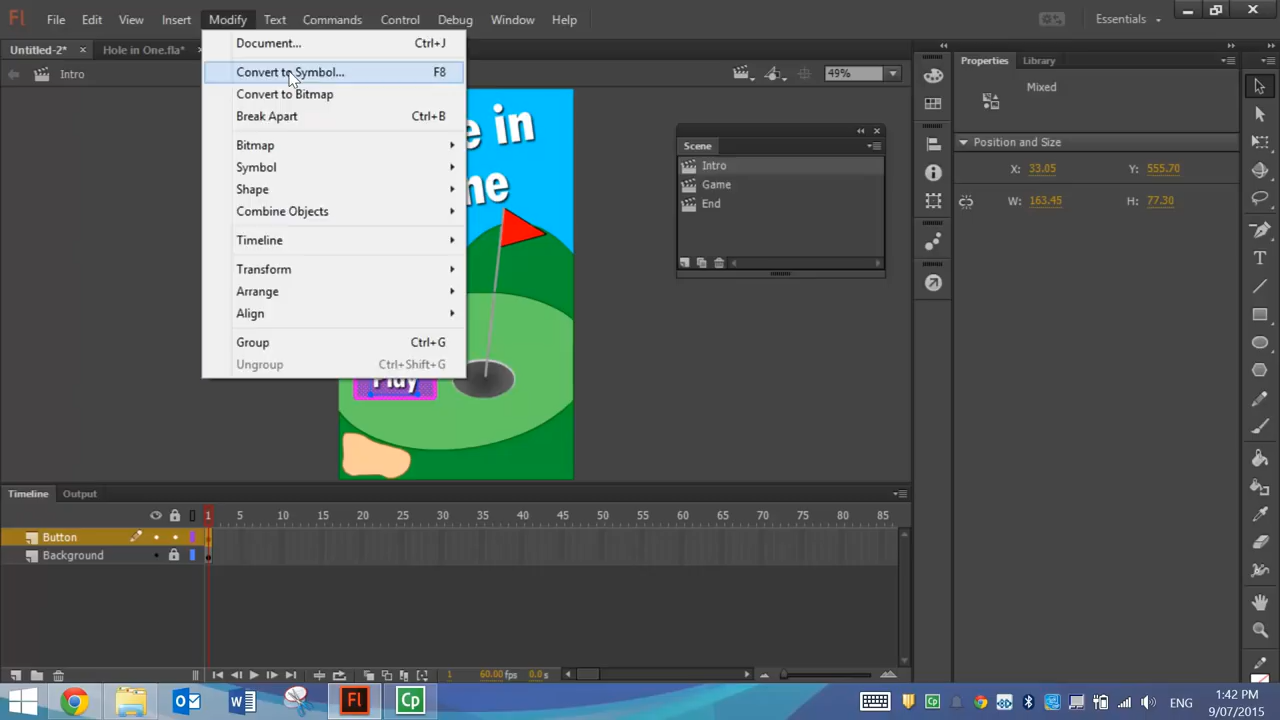 Fl File Edit View Insert Modify Text Commands Control Debug Window Help Essentials
Untitled-2* × Hole in One.fla*
Intro
49%
Document... Ctrl+J
Convert to Symbol... F8
Convert to Bitmap
Break Apart Ctrl+B
Bitmap
Symbol
Shape
Combine Objects
Timeline
Transform
Arrange
Align
Group Ctrl+G
Ungroup Ctrl+Shift+G
in
Play
Scene
Intro
Game
End
Properties Library
Mixed
Position and Size
X: 33.05 Y: 555.70
W: 163.45 H: 77.30
Timeline Output
1 5 10 15 20 25 30 35 40 45 50 55 60 65 70 75 80 85
Button
Background
1 60.00 fps 0.0 s
Fl Cp
ENG
1:42 PM
9/07/2015